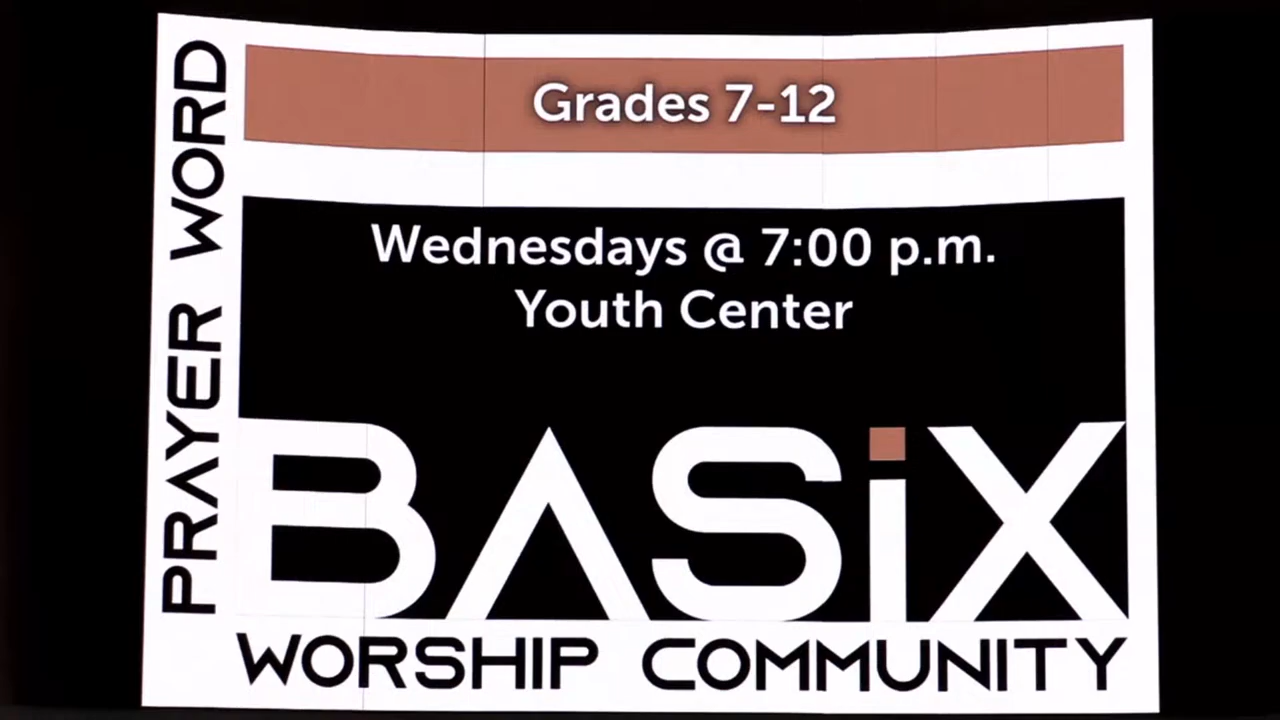 Grades 7-12
Wednesdays @ 7:00 p.m.
Youth Center
BASiX
WORSHIP COMMUNITY
PRAYER WORD